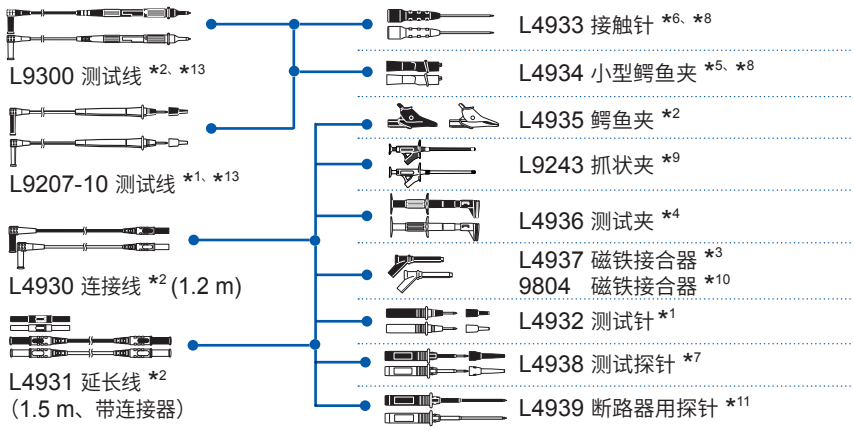 L9300 测试线 *2、*13
L9207-10 测试线 *1、*13
L4930 连接线 *2 (1.2 m)
L4931 延长线 *2
（1.5 m、带连接器）
L4933 接触针 *6、*8
L4934 小型鳄鱼夹 *5、*8
L4935 鳄鱼夹 *2
L9243 抓状夹 *9
L4936 测试夹 *4
L4937 磁铁接合器 *3
9804 磁铁接合器 *10
L4932 测试针 *1
L4938 测试探针 *7
L4939 断路器用探针 *11